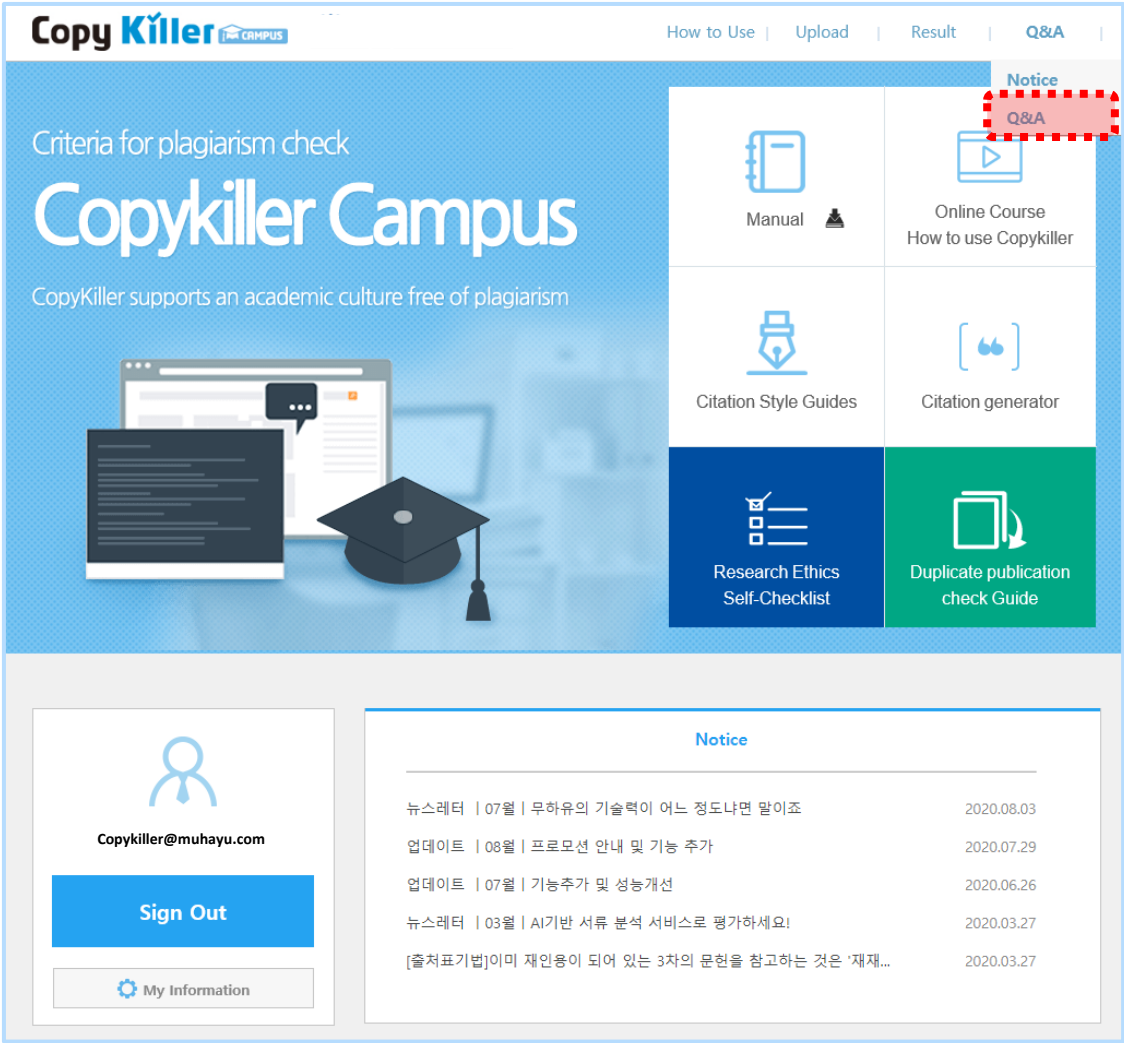 Copy Killer CAMPUS
How to Use | Upload | Result | Q&A |
Notice
Q&A
Criteria for plagiarism check
Copykiller Campus
CopyKiller supports an academic culture free of plagiarism
Manual
Online Course
How to use Copykiller
Citation Style Guides
Citation generator
Research Ethics
Self-Checklist
Duplicate publication
check Guide
Copykiller@muhayu.com
Sign Out
My Information
Notice
뉴스레터 ㅣ07월ㅣ무하유의 기술력이 어느 정도냐면 말이죠 2020.08.03
업데이트 ㅣ08월ㅣ프로모션 안내 및 기능 추가 2020.07.29
업데이트 ㅣ07월ㅣ기능추가 및 성능개선 2020.06.26
뉴스레터 ㅣ03월ㅣAI기반 서류 분석 서비스로 평가하세요! 2020.03.27
[출처표기법]이미 재인용이 되어 있는 3차의 문헌을 참고하는 것은 '재재... 2020.03.27